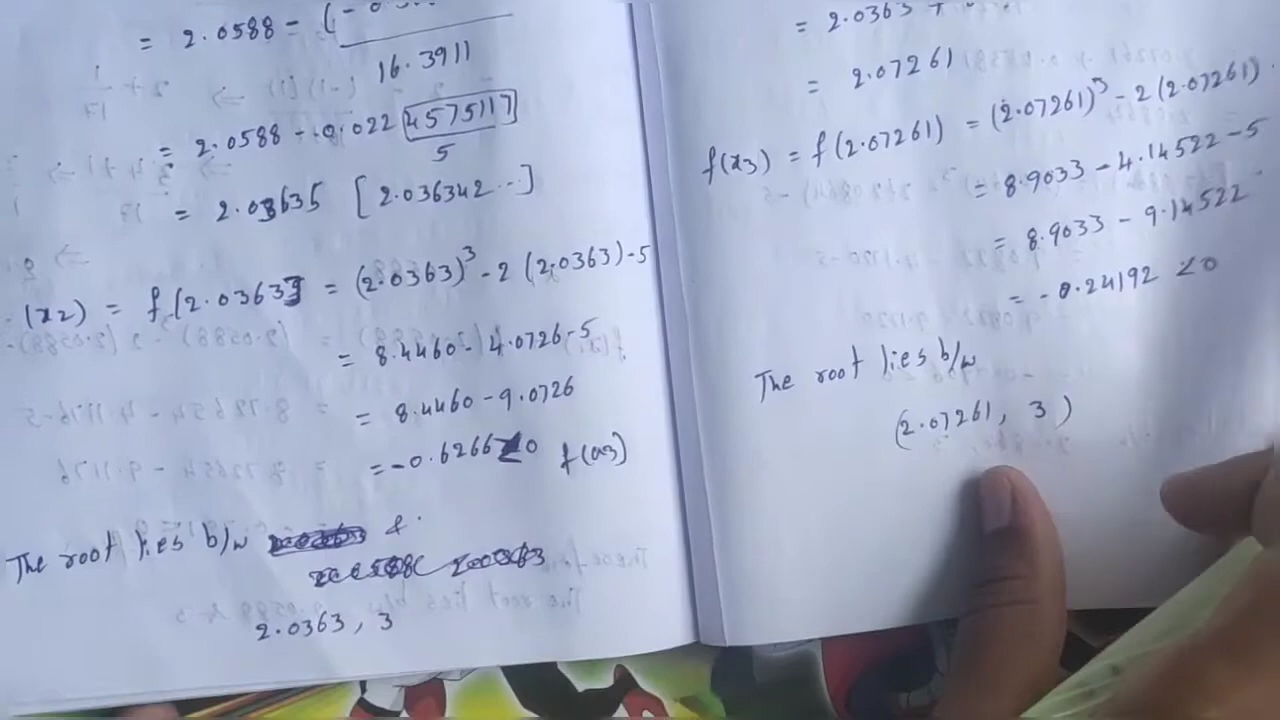 = 2.0588 - (-0.
16.3911
= 2.0588 - 0.022 4575117
5
= 2.03635 [2.036342...]
(x2) = f(2.0363) = (2.0363)^3 - 2 (2.0363) - 5
= 8.4460 - 4.0726 - 5
= 8.4460 - 9.0726
= -0.6266 < 0 f(x3)
The root lies b/w &
2.0363, 3
= 2.0363 +
= 2.07261
f(x3) = f(2.07261) = (2.07261)^3 - 2 (2.07261)
= 8.9033 - 4.14522 - 5
= 8.9033 - 9.14522
= -0.24192 < 0
The root lies b/w
(2.07261, 3)